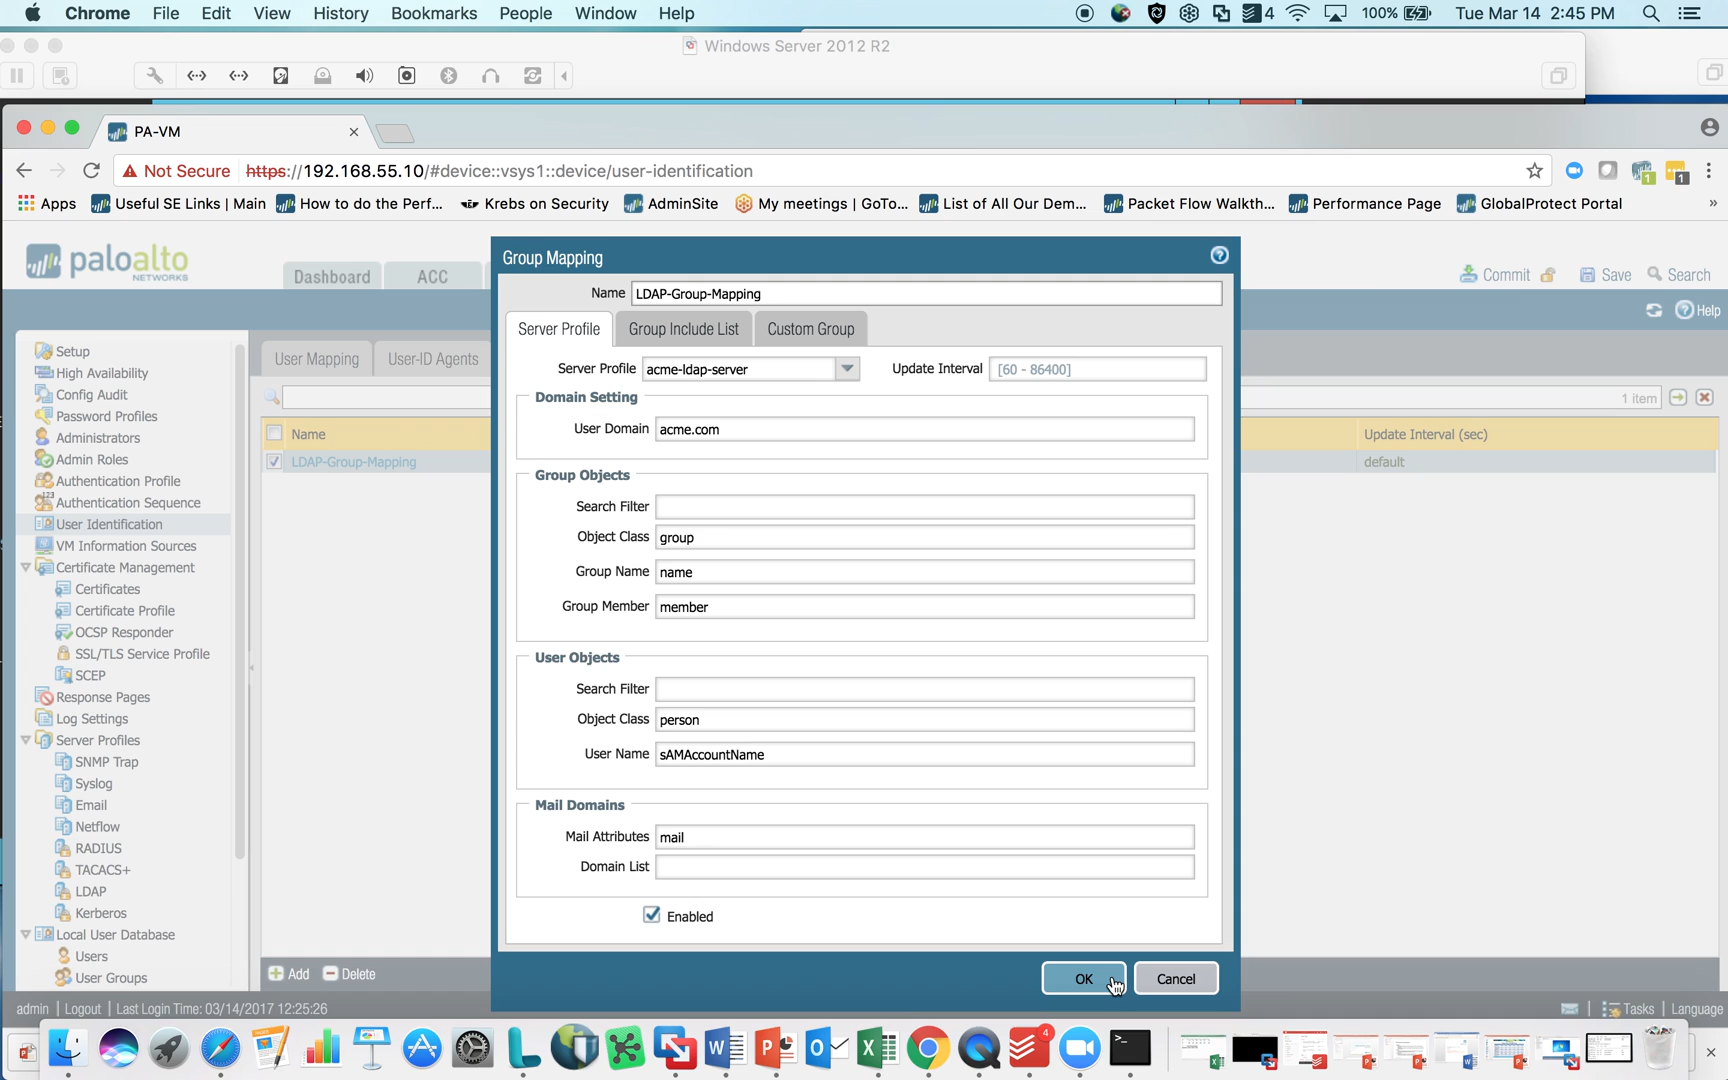 Chrome File Edit View History Bookmarks People Window Help 4 100% Tue Mar 14 2:45 PM
Windows Server 2012 R2
PA-VM
Not Secure https://192.168.55.10/#device::vsys1::device/user-identification
1 1
Apps Useful SE Links | Main How to do the Perf... Krebs on Security AdminSite My meetings | GoTo... List of All Our Dem... Packet Flow Walkth... Performance Page GlobalProtect Portal »
paloalto
NETWORKS
Dashboard ACC
Commit Save Search
Help
Group Mapping
Name LDAP-Group-Mapping
Server Profile Group Include List Custom Group
Server Profile acme-ldap-server Update Interval [60 - 86400]
Domain Setting
User Domain acme.com
Group Objects
Search Filter
Object Class group
Group Name name
Group Member member
User Objects
Search Filter
Object Class person
User Name sAMAccountName
Mail Domains
Mail Attributes mail
Domain List
Enabled
OK Cancel
Setup
High Availability
Config Audit
Password Profiles
Administrators
Admin Roles
Authentication Profile
123
Authentication Sequence
User Identification
VM Information Sources
Certificate Management
Certificates
Certificate Profile
OCSP Responder
SSL/TLS Service Profile
SCEP
Response Pages
Log Settings
Server Profiles
SNMP Trap
Syslog
Email
Netflow
RADIUS
TACACS+
LDAP
Kerberos
Local User Database
Users
User Groups
User Mapping User-ID Agents
1 item
Name Update Interval (sec)
LDAP-Group-Mapping default
Add Delete
admin | Logout | Last Login Time: 03/14/2017 12:25:26 Tasks | Language
PAGES
4